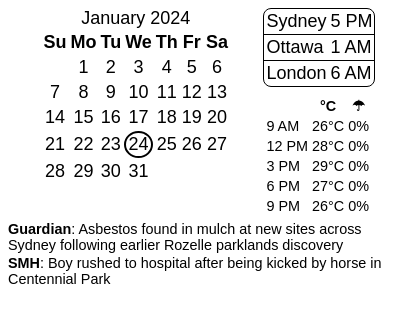 January 2024
Su Mo Tu We Th Fr Sa
1 2 3 4 5 6
7 8 9 10 11 12 13
14 15 16 17 18 19 20
21 22 23 24 25 26 27
28 29 30 31
Sydney 5 PM
Ottawa 1 AM
London 6 AM
°C ☂
9 AM 26°C 0%
12 PM 28°C 0%
3 PM 29°C 0%
6 PM 27°C 0%
9 PM 26°C 0%
Guardian: Asbestos found in mulch at new sites across
Sydney following earlier Rozelle parklands discovery
SMH: Boy rushed to hospital after being kicked by horse in
Centennial Park